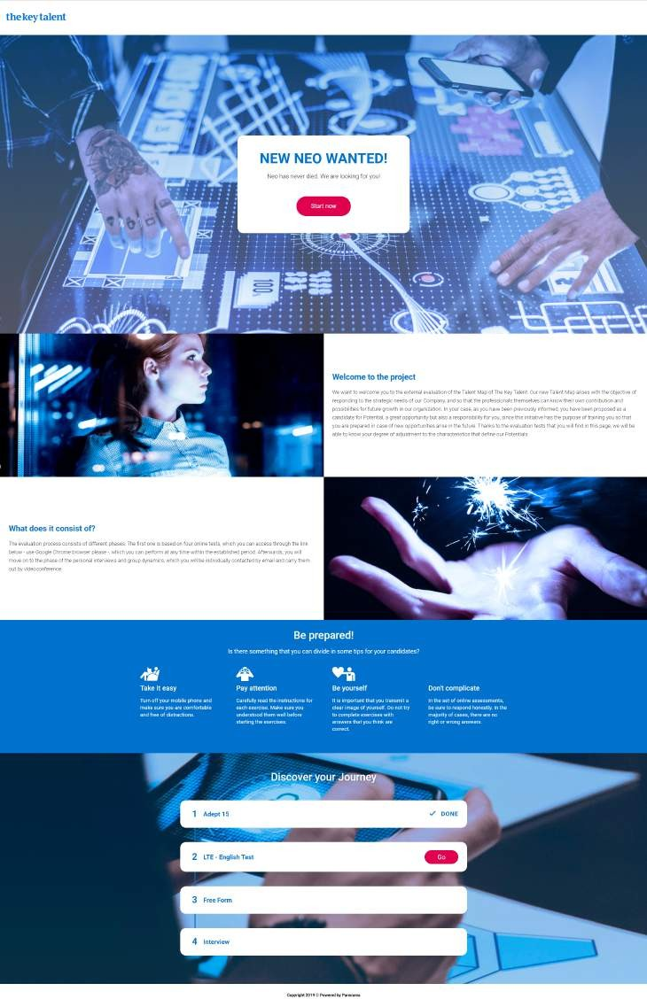 thekeytalent
NEW NEO WANTED!
Neo has never died. We are looking for you!
Start now
Welcome to the project
We want to welcome you to the external evaluation of the Talent Map of The Key Talent. Our new Talent Map arises with the objective of
responding to the strategic needs of our Company, and so that the professionals themselves can know their own contribution and
possibilities for future growth in our organization. In your case, as you have been previously informed, you have been proposed as a
candidate for Potential, a great opportunity but also a responsibility for you, since this initiative has the purpose of training you so that
you are prepared in case of new opportunities arise in the future. Thanks to the evaluation tests that you will find in this page, we will be
able to know your degree of adjustment to the characteristics that define our Potentials
What does it consist of?
The evaluation process consists of different phases. The first one is based on four online tests, which you can access through the link
below - use Google Chrome browser please -, which you can perform at any time within the established period. Afterwards, you will
move on to the phase of the personal interviews and group dynamics, which you will be individually contacted by email and carry them
out by videoconference.
Be prepared!
Is there something that you can divide in some tips for your candidates?
Take it easy
Turn off your mobile phone and
make sure you are comfortable
and free of distractions.
Pay attention
Carefully read the instructions for
each exercise. Make sure you
understood them well before
starting the exercises.
Be yourself
It is important that you transmit a
clear image of yourself. Do not try
to complete exercises with
answers that you think are
correct.
Don't complicate
In the set of online assessments,
be sure to respond honestly. In the
majority of cases, there are no
right or wrong answers.
Discover your Journey
1 Adept 15
DONE
2 LTE - English Test
Go
3 Free Form
4 Interview
Copyright 2019 © Powered by Panorama